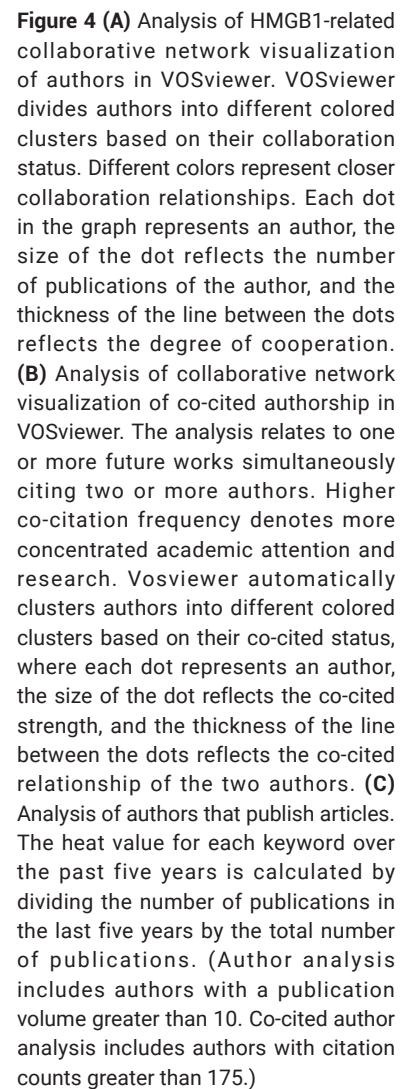 Figure 4 (A) Analysis of HMGB1-related
collaborative network visualization
of authors in VOSviewer. VOSviewer
divides authors into different colored
clusters based on their collaboration
status. Different colors represent closer
collaboration relationships. Each dot
in the graph represents an author, the
size of the dot reflects the number
of publications of the author, and the
thickness of the line between the dots
reflects the degree of cooperation.
(B) Analysis of collaborative network
visualization of co-cited authorship in
VOSviewer. The analysis relates to one
or more future works simultaneously
citing two or more authors. Higher
co-citation frequency denotes more
concentrated academic attention and
research. Vosviewer automatically
clusters authors into different colored
clusters based on their co-cited status,
where each dot represents an author,
the size of the dot reflects the co-cited
strength, and the thickness of the line
between the dots reflects the co-cited
relationship of the two authors. (C)
Analysis of authors that publish articles.
The heat value for each keyword over
the past five years is calculated by
dividing the number of publications in
the last five years by the total number
of publications. (Author analysis
includes authors with a publication
volume greater than 10. Co-cited author
analysis includes authors with citation
counts greater than 175.)